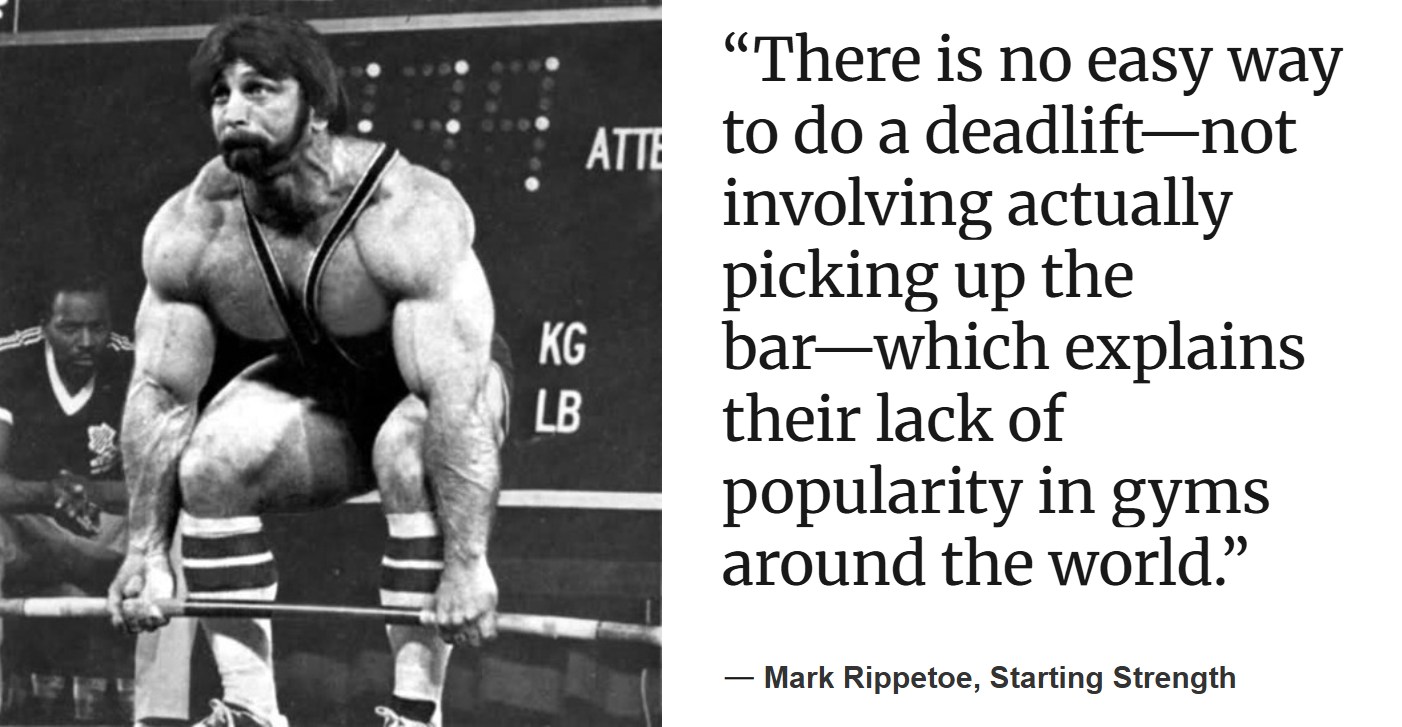 ATTE
KG
LB
“There is no easy way
to do a deadlift—not
involving actually
picking up the
bar—which explains
their lack of
popularity in gyms
around the world.”
— Mark Rippetoe, Starting Strength